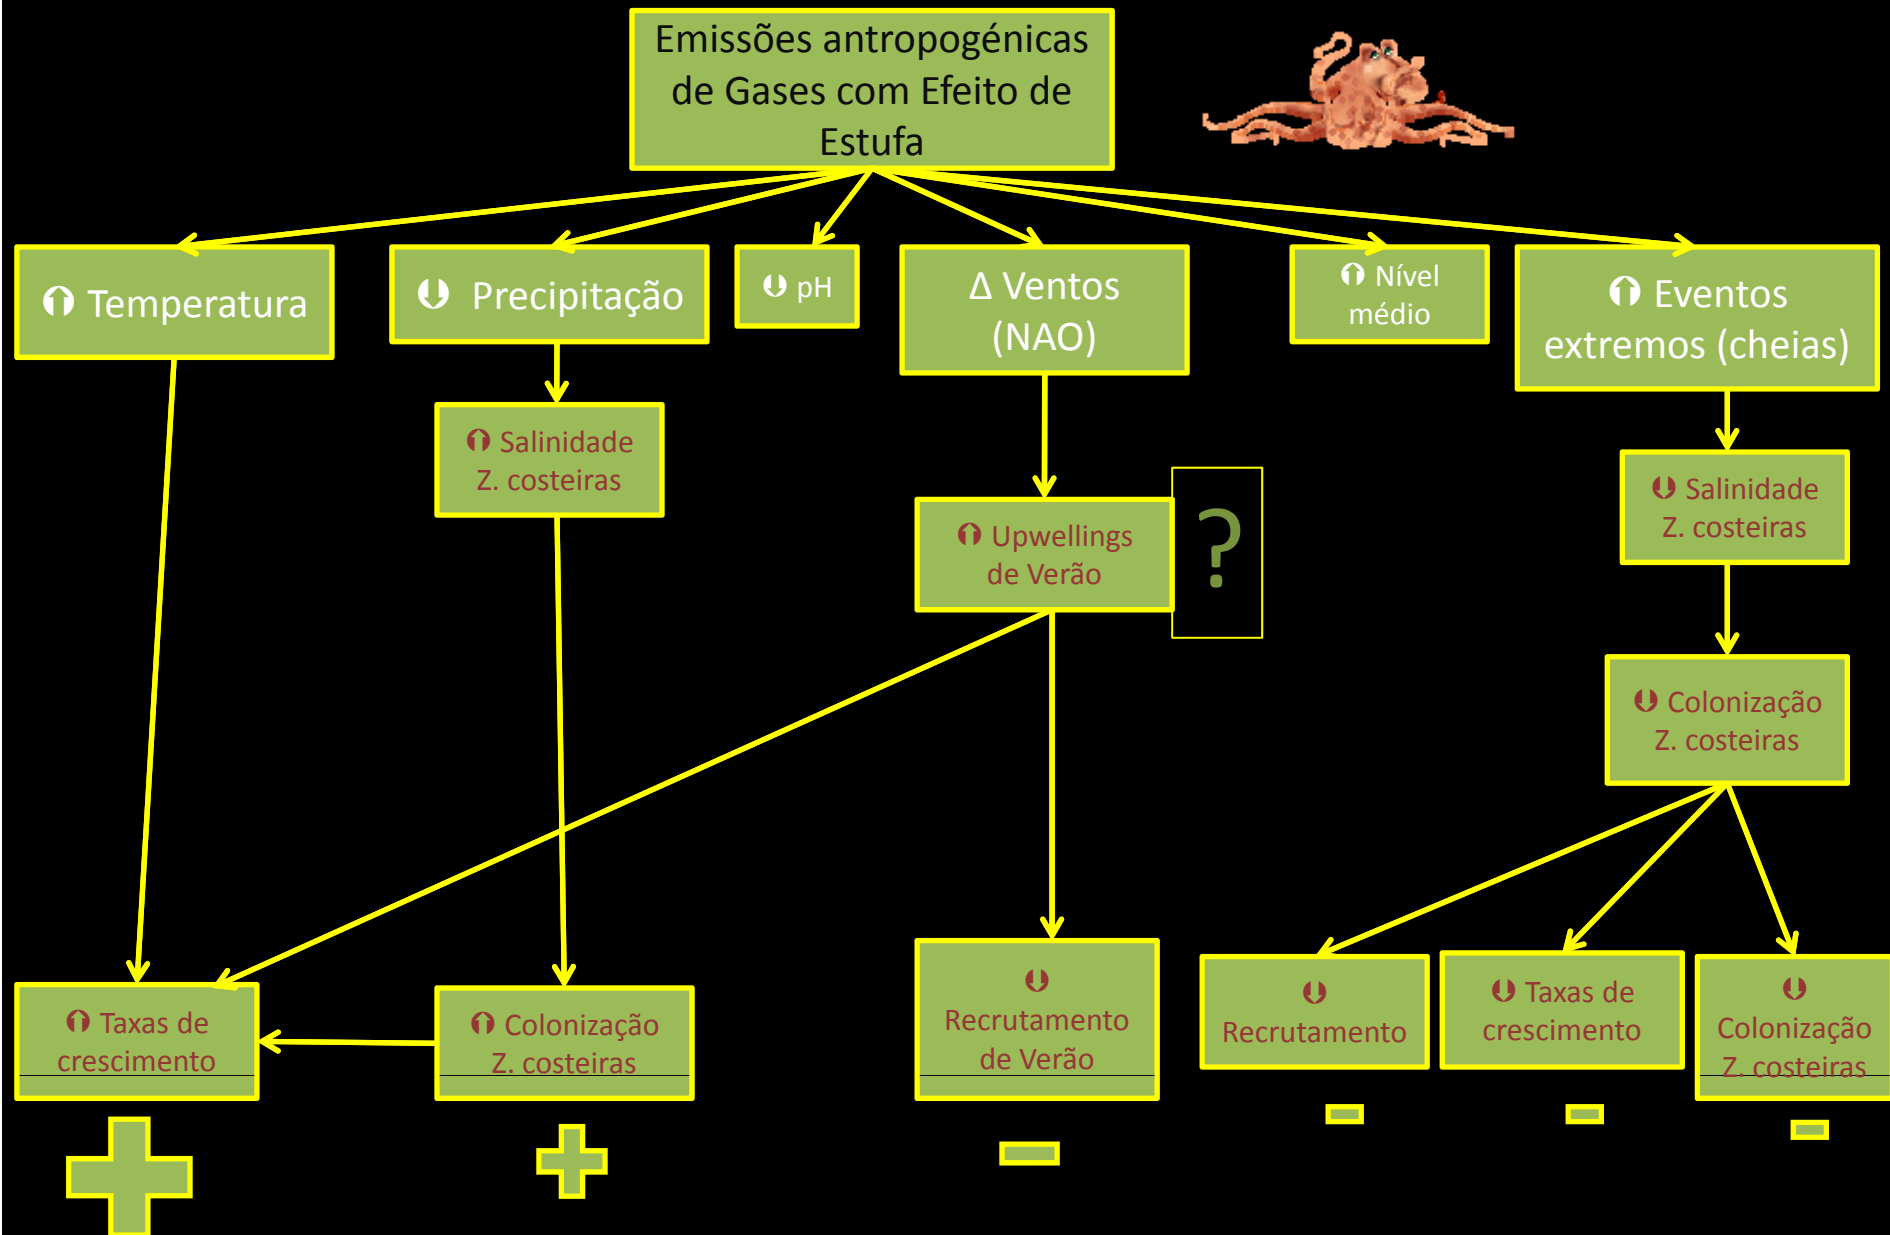 Emissões antropogénicas
de Gases com Efeito de
Estufa
⬆ Temperatura
⬇ Precipitação
⬇ pH
Δ Ventos
(NAO)
⬆ Nível
médio
⬆ Eventos
extremos (cheias)
⬆ Salinidade
Z. costeiras
⬆ Upwellings
de Verão
?
⬇ Salinidade
Z. costeiras
⬇ Colonização
Z. costeiras
⬆ Taxas de
crescimento
⬆ Colonização
Z. costeiras
⬇
Recrutamento
de Verão
⬇
Recrutamento
⬇ Taxas de
crescimento
⬇
Colonização
Z. costeiras